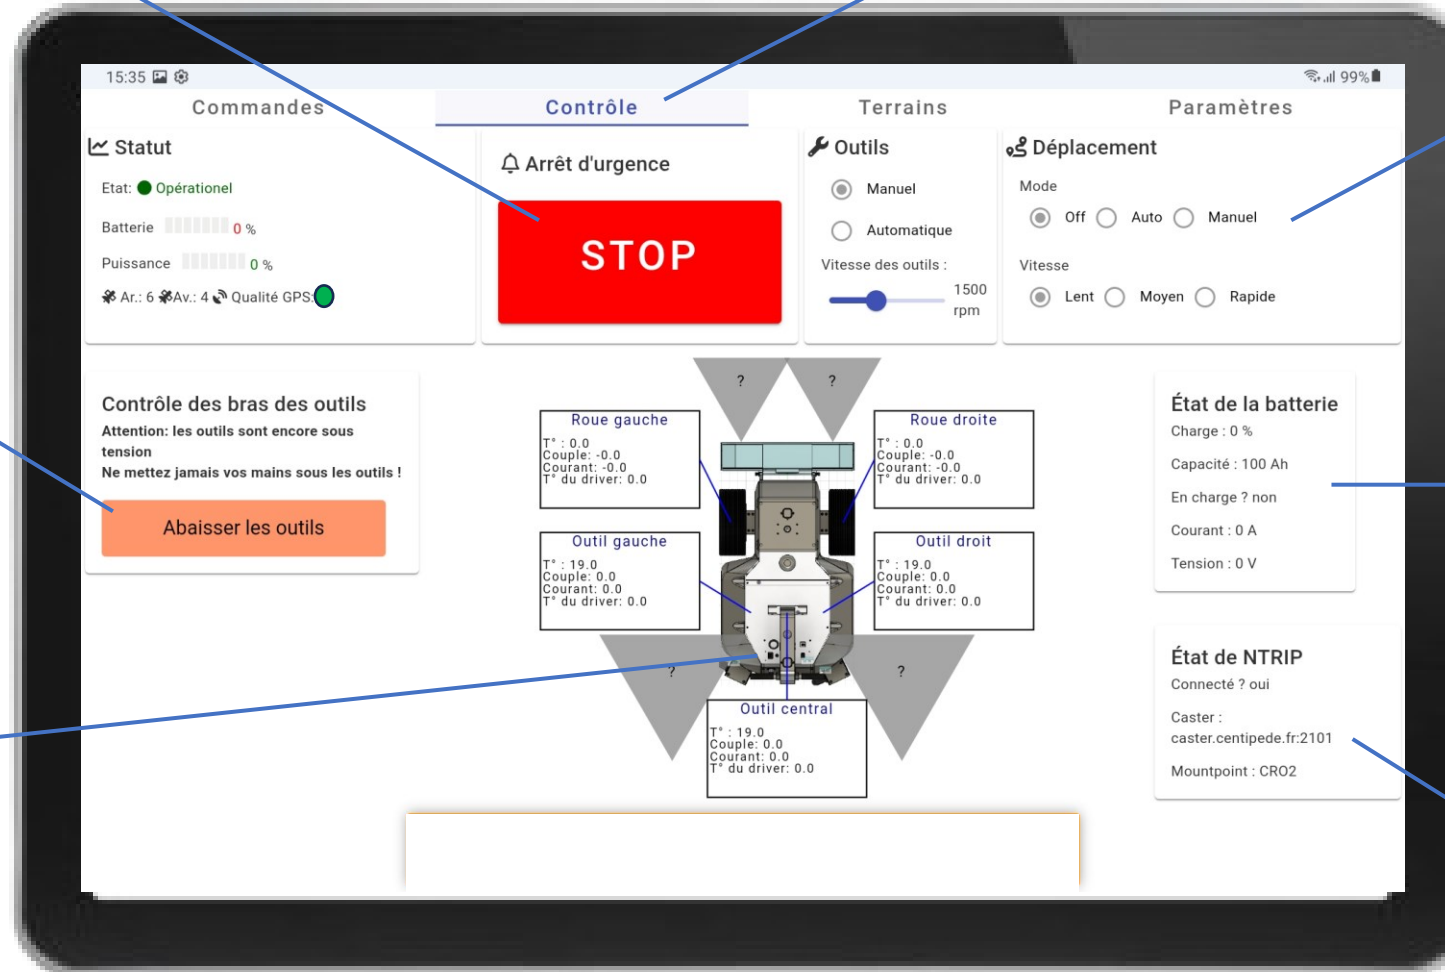 15:35
99%
Commandes
Contrôle
Terrains
Paramètres
Statut
Etat: Opérationel
Batterie 0 %
Puissance 0 %
Ar.: 6 Av.: 4 Qualité GPS:
Arrêt d'urgence
STOP
Outils
Manuel
Automatique
Vitesse des outils :
1500
rpm
Déplacement
Mode
Off Auto Manuel
Vitesse
Lent Moyen Rapide
Contrôle des bras des outils
Attention: les outils sont encore sous
tension
Ne mettez jamais vos mains sous les outils !
Abaisser les outils
?
?
Roue gauche
T° : 0.0
Couple: -0.0
Courant: -0.0
T° du driver: 0.0
Roue droite
T° : 0.0
Couple: -0.0
Courant: -0.0
T° du driver: 0.0
Outil gauche
T° : 19.0
Couple: 0.0
Courant: 0.0
T° du driver: 0.0
Outil droit
T° : 19.0
Couple: 0.0
Courant: 0.0
T° du driver: 0.0
?
?
Outil central
T° : 19.0
Couple: 0.0
Courant: 0.0
T° du driver: 0.0
État de la batterie
Charge : 0 %
Capacité : 100 Ah
En charge ? non
Courant : 0 A
Tension : 0 V
État de NTRIP
Connecté ? oui
Caster :
caster.centipede.fr:2101
Mountpoint : CRO2